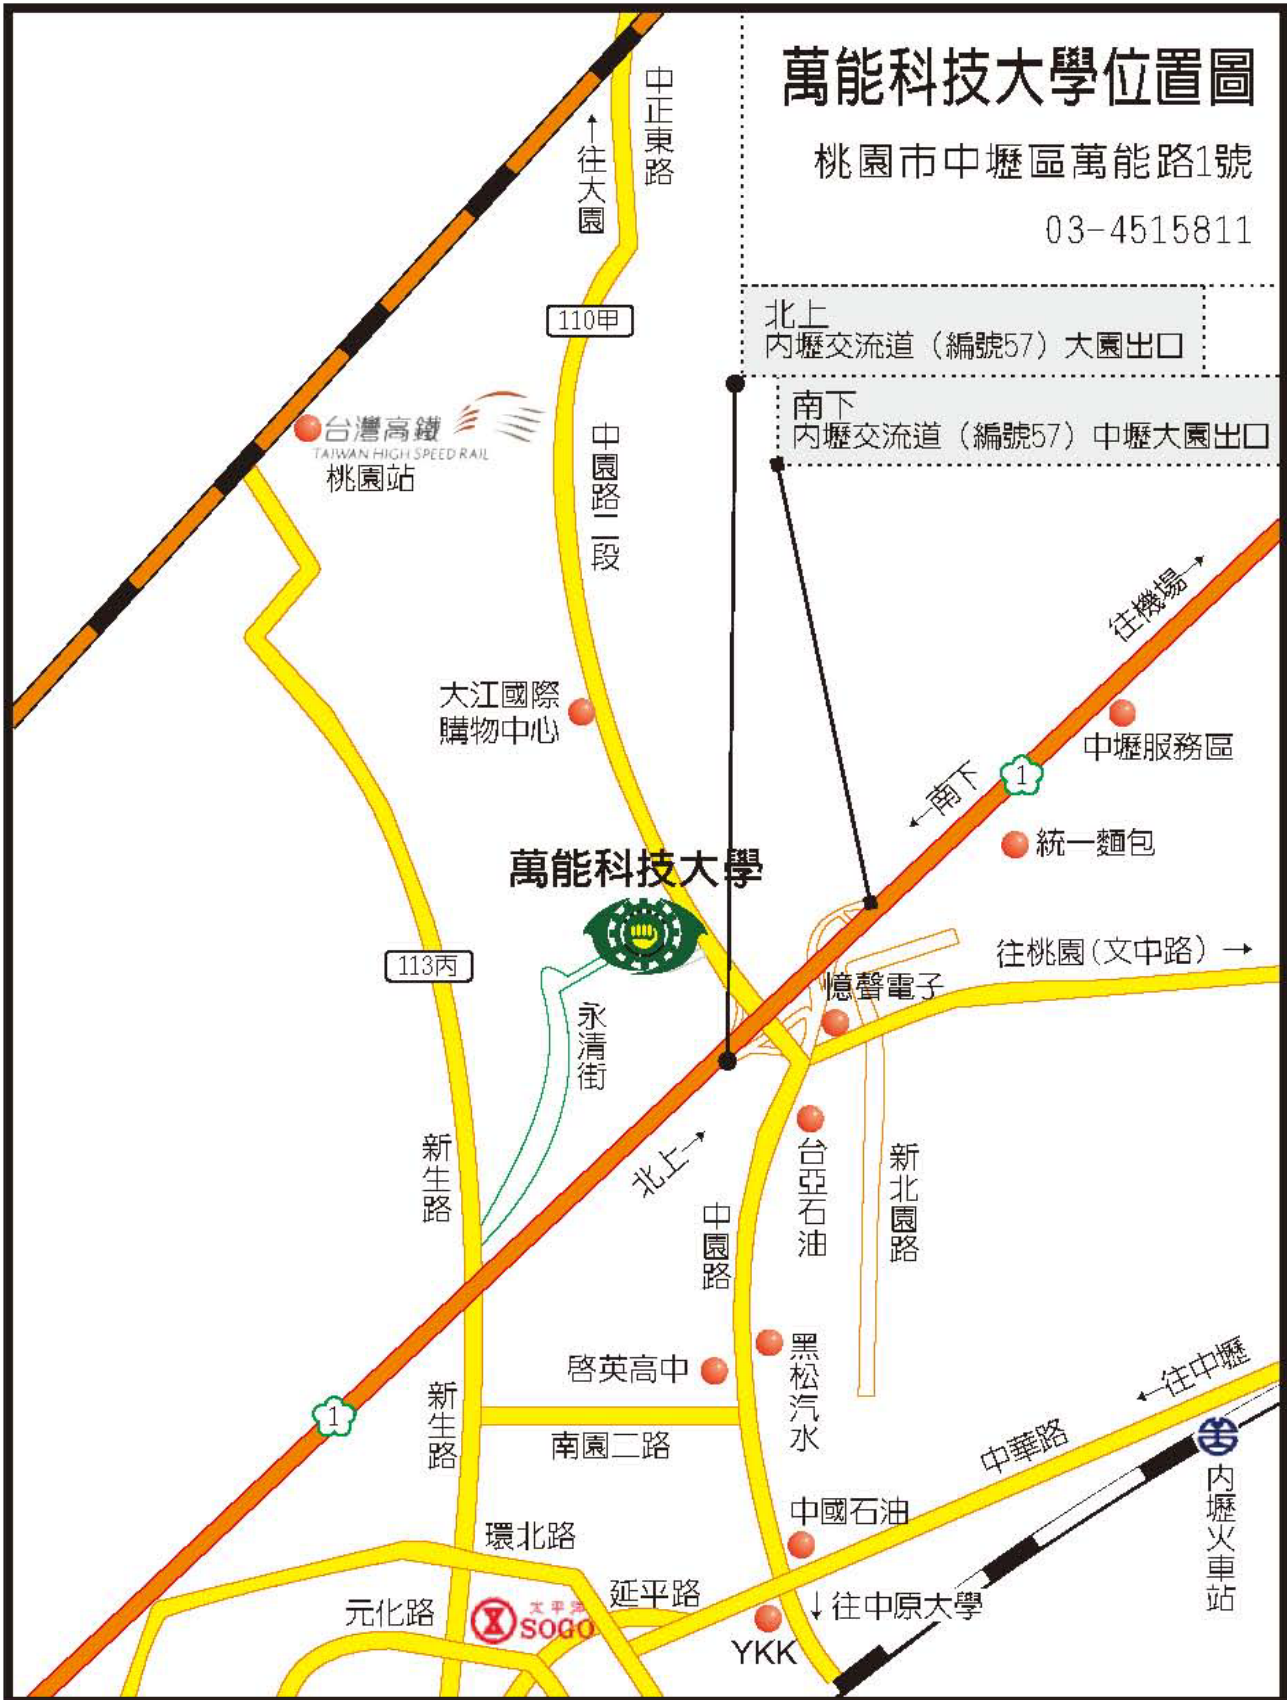 萬能科技大學位置圖
桃園市中壢區萬能路1號
03-4515811
中正東路
←往大園
110甲
北上
內壢交流道（編號57）大園出口
南下
內壢交流道（編號57）中壢大園出口
台灣高鐵
TAIWAN HIGH SPEED RAIL
桃園站
中園路二段
往機場→
大江國際
購物中心
中壢服務區
1
←南下
統一麵包
萬能科技大學
113丙
往桃園(文中路) →
憶聲電子
永清街
新生路
北上→
台亞石油
新北園路
中園路
黑松汽水
啓英高中
←往中壢
1
新生路
南園二路
中華路
內壢火車站
中國石油
環北路
延平路
元化路
太平洋
SOGO
↓往中原大學
YKK